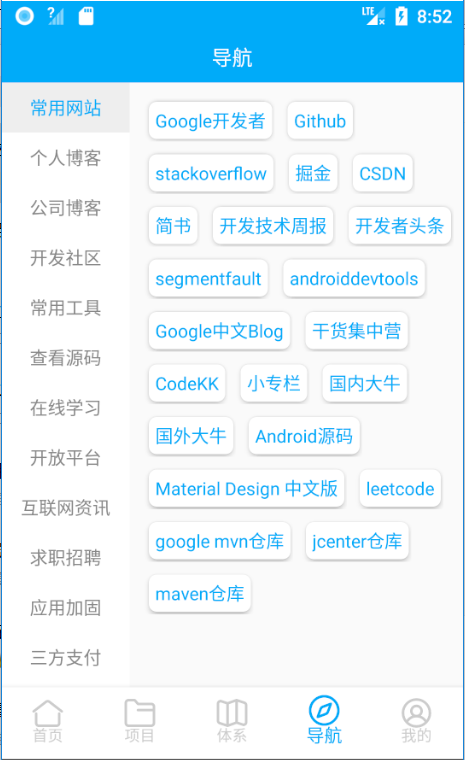 ? LTE 8:52
导航
常用网站
个人博客
公司博客
开发社区
常用工具
查看源码
在线学习
开放平台
互联网资讯
求职招聘
应用加固
三方支付
Google开发者 Github
stackoverflow 掘金 CSDN
简书 开发技术周报 开发者头条
segmentfault androiddevtools
Google中文Blog 干货集中营
CodeKK 小专栏 国内大牛
国外大牛 Android源码
Material Design 中文版 leetcode
google mvn仓库 jcenter仓库
maven仓库
首页 项目 体系 导航 我的